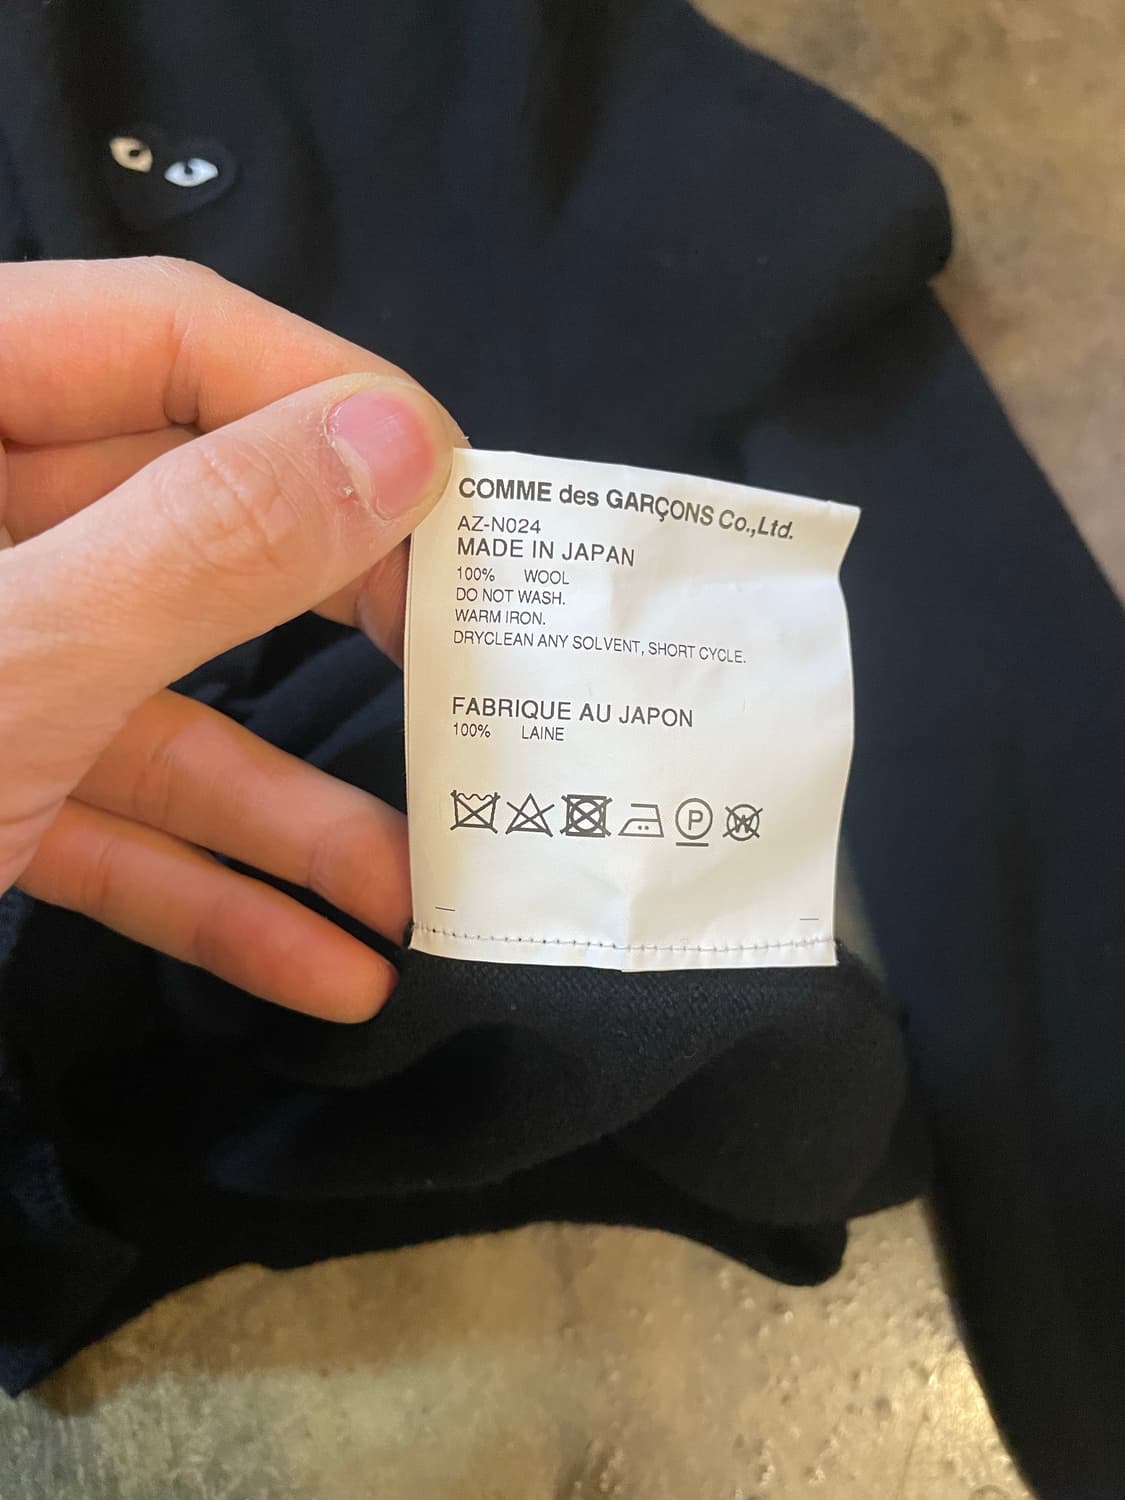 COMME des GARÇONS Co.,Ltd.
AZ-N024
MADE IN JAPAN
100% WOOL
DO NOT WASH.
WARM IRON.
DRYCLEAN ANY SOLVENT, SHORT CYCLE.
FABRIQUE AU JAPON
100% LAINE
P W